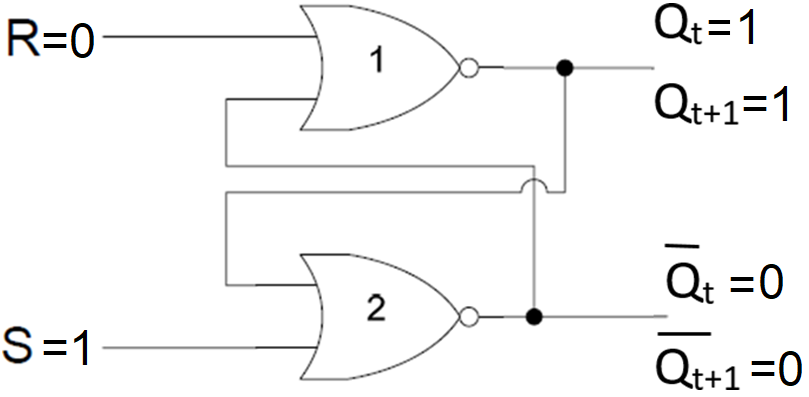 R=0
1
Qₜ=1
Qₜ₊₁=1
2
S=1
Q̅ₜ =0
Q̅ₜ₊₁ =0